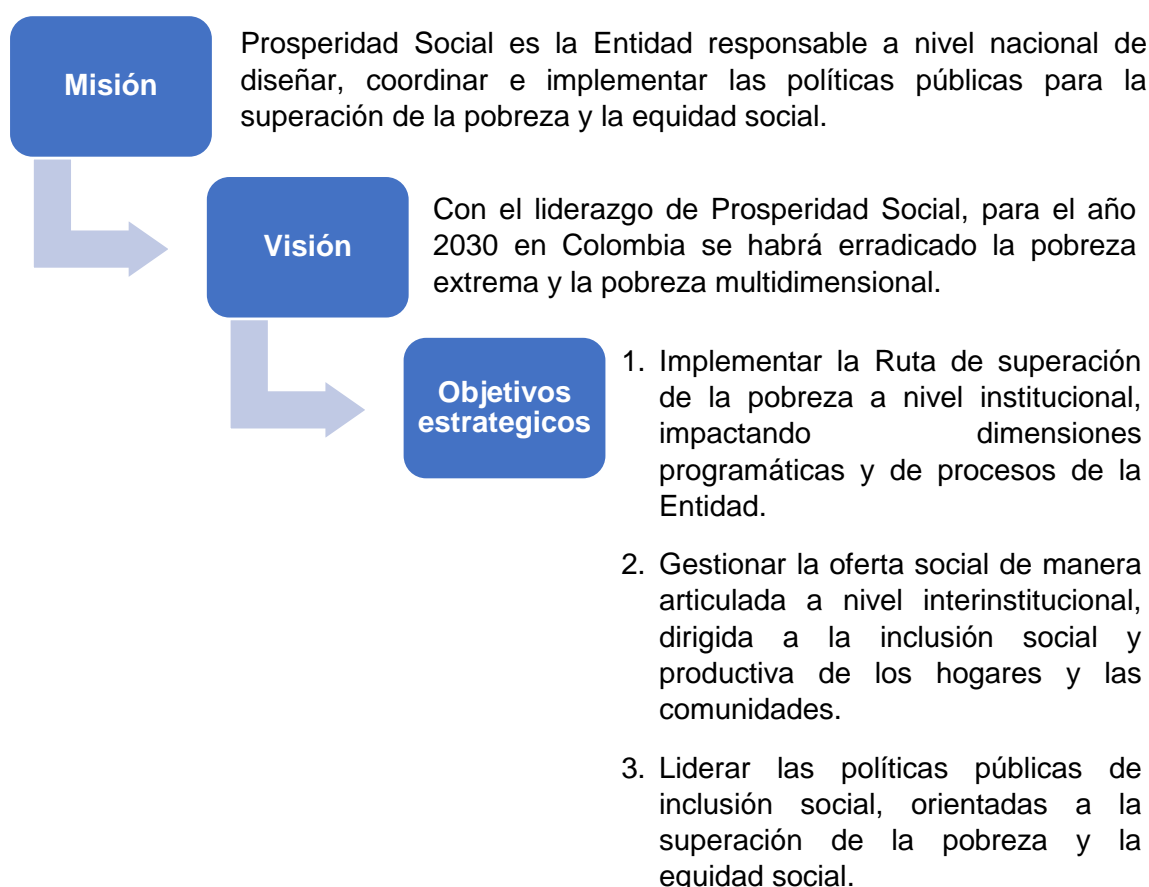 Misión
Prosperidad Social es la Entidad responsable a nivel nacional de
diseñar, coordinar e implementar las políticas públicas para la
superación de la pobreza y la equidad social.
Visión
Con el liderazgo de Prosperidad Social, para el año
2030 en Colombia se habrá erradicado la pobreza
extrema y la pobreza multidimensional.
Objetivos
estrategicos
1. Implementar la Ruta de superación
de la pobreza a nivel institucional,
impactando dimensiones
programáticas y de procesos de la
Entidad.
2. Gestionar la oferta social de manera
articulada a nivel interinstitucional,
dirigida a la inclusión social y
productiva de los hogares y las
comunidades.
3. Liderar las políticas públicas de
inclusión social, orientadas a la
superación de la pobreza y la
equidad social.